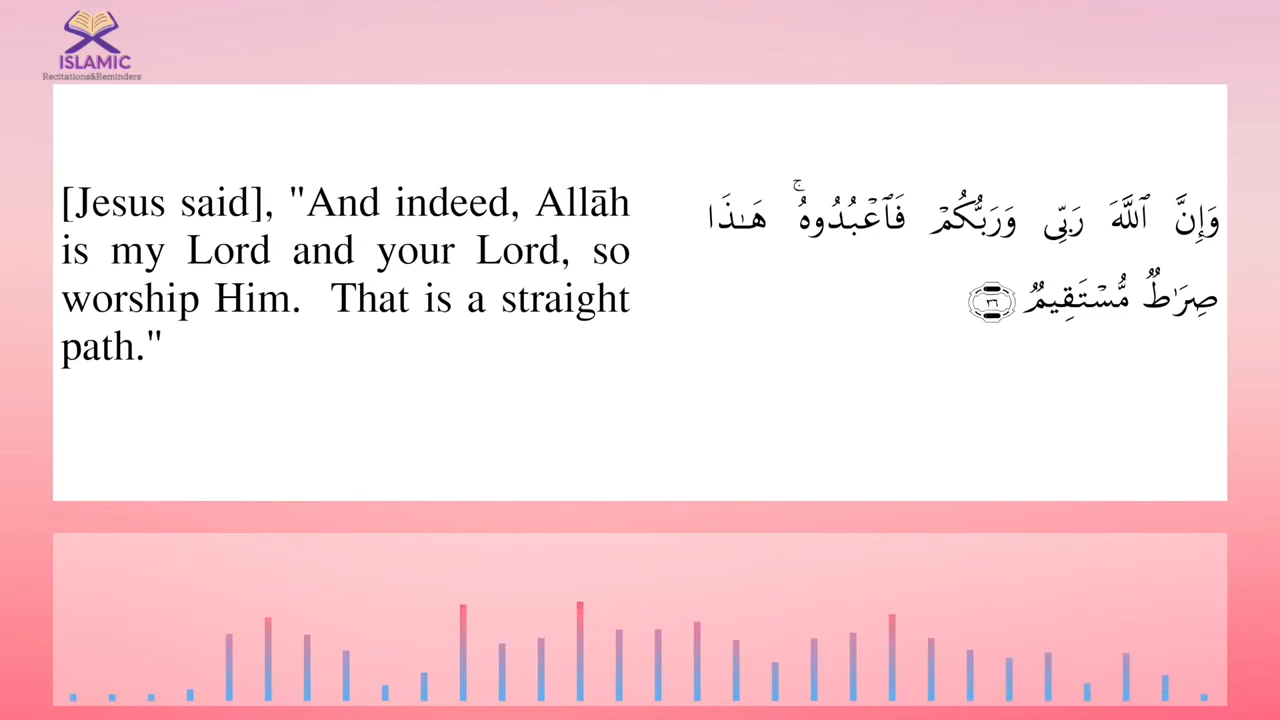 ISLAMIC
Recitations&Reminders
[Jesus said], "And indeed, Allāh
is my Lord and your Lord, so
worship Him.  That is a straight
path."
وَإِنَّ ٱللَّهَ رَبِّى وَرَبُّكُمْ فَٱعْبُدُوهُ ۚ هَـٰذَا
صِرَٰطٌ مُّسْتَقِيمٌ ٣٦